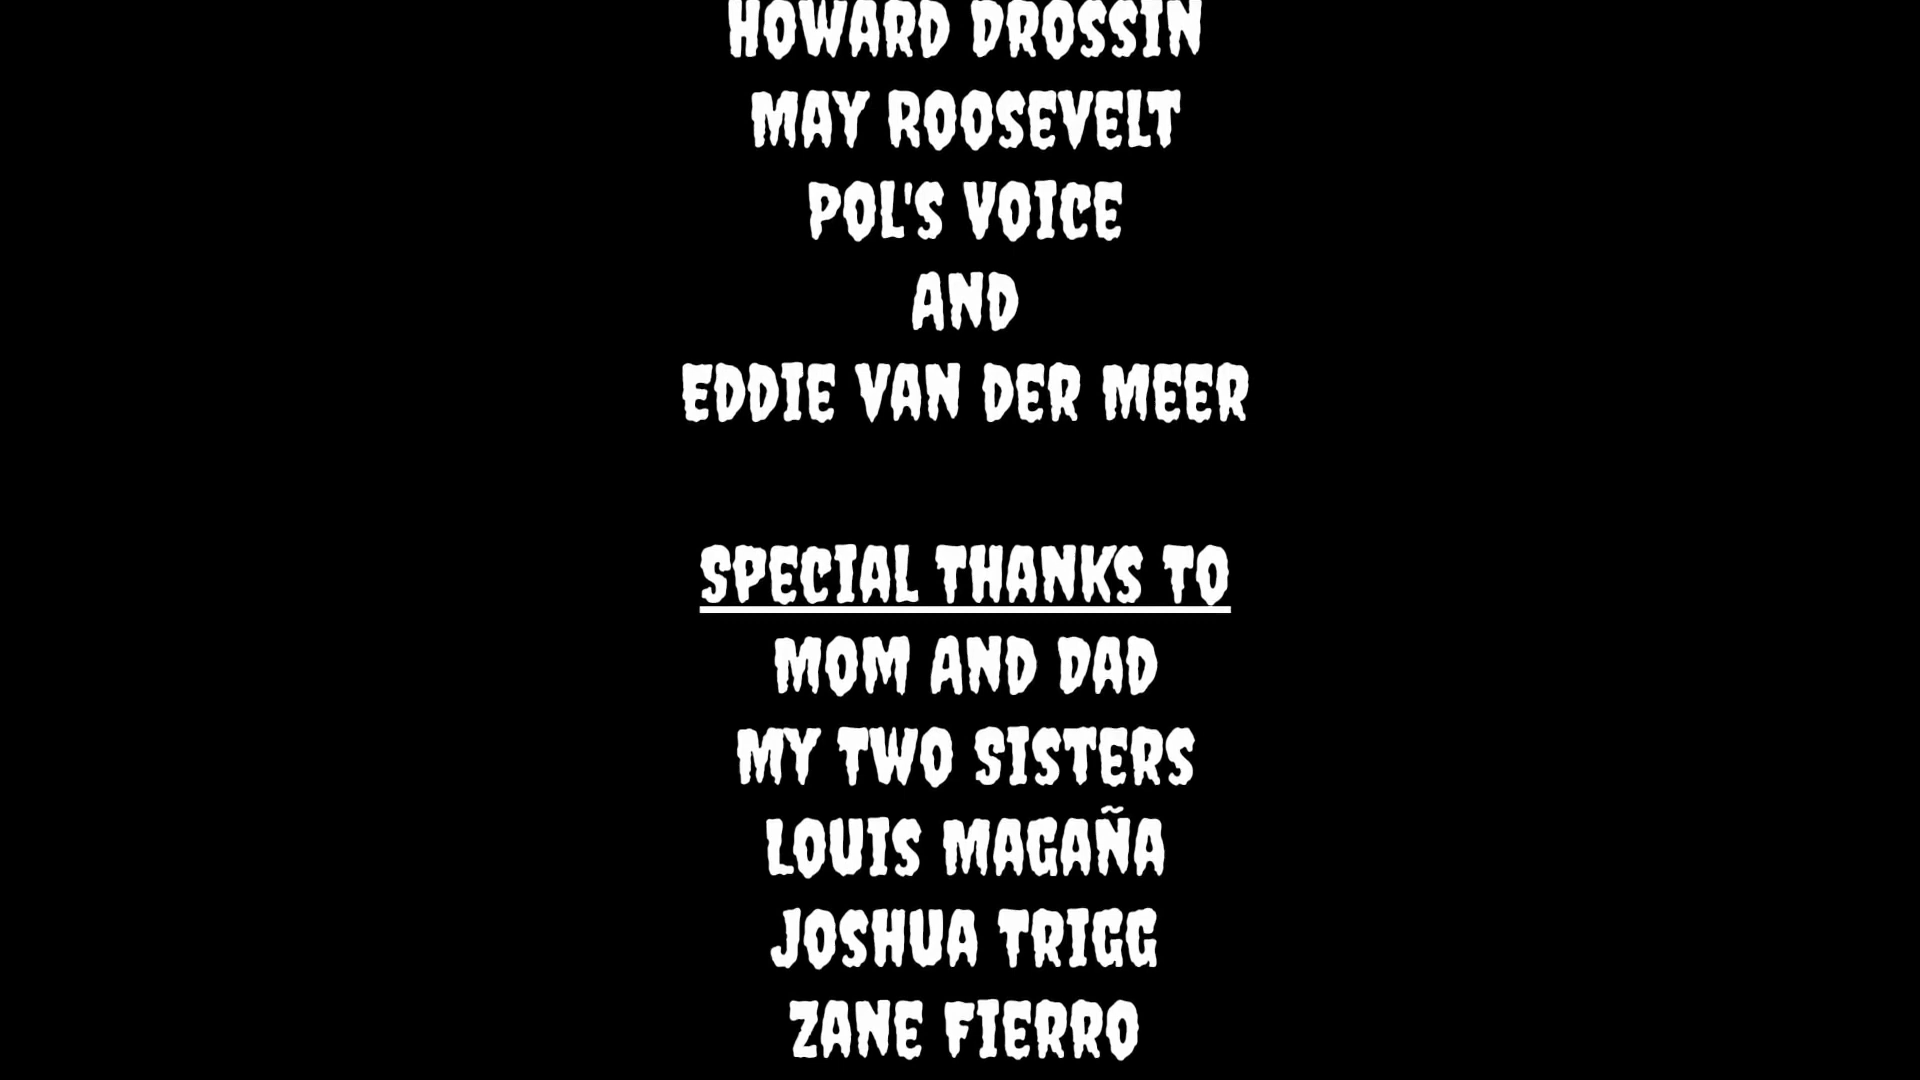 HOWARD DROSSIN
MAY ROOSEVELT
POL'S VOICE
AND
EDDIE VAN DER MEER
SPECIAL THANKS TO
MOM AND DAD
MY TWO SISTERS
LOUIS MAGAÑA
JOSHUA TRIGG
ZANE FIERRO